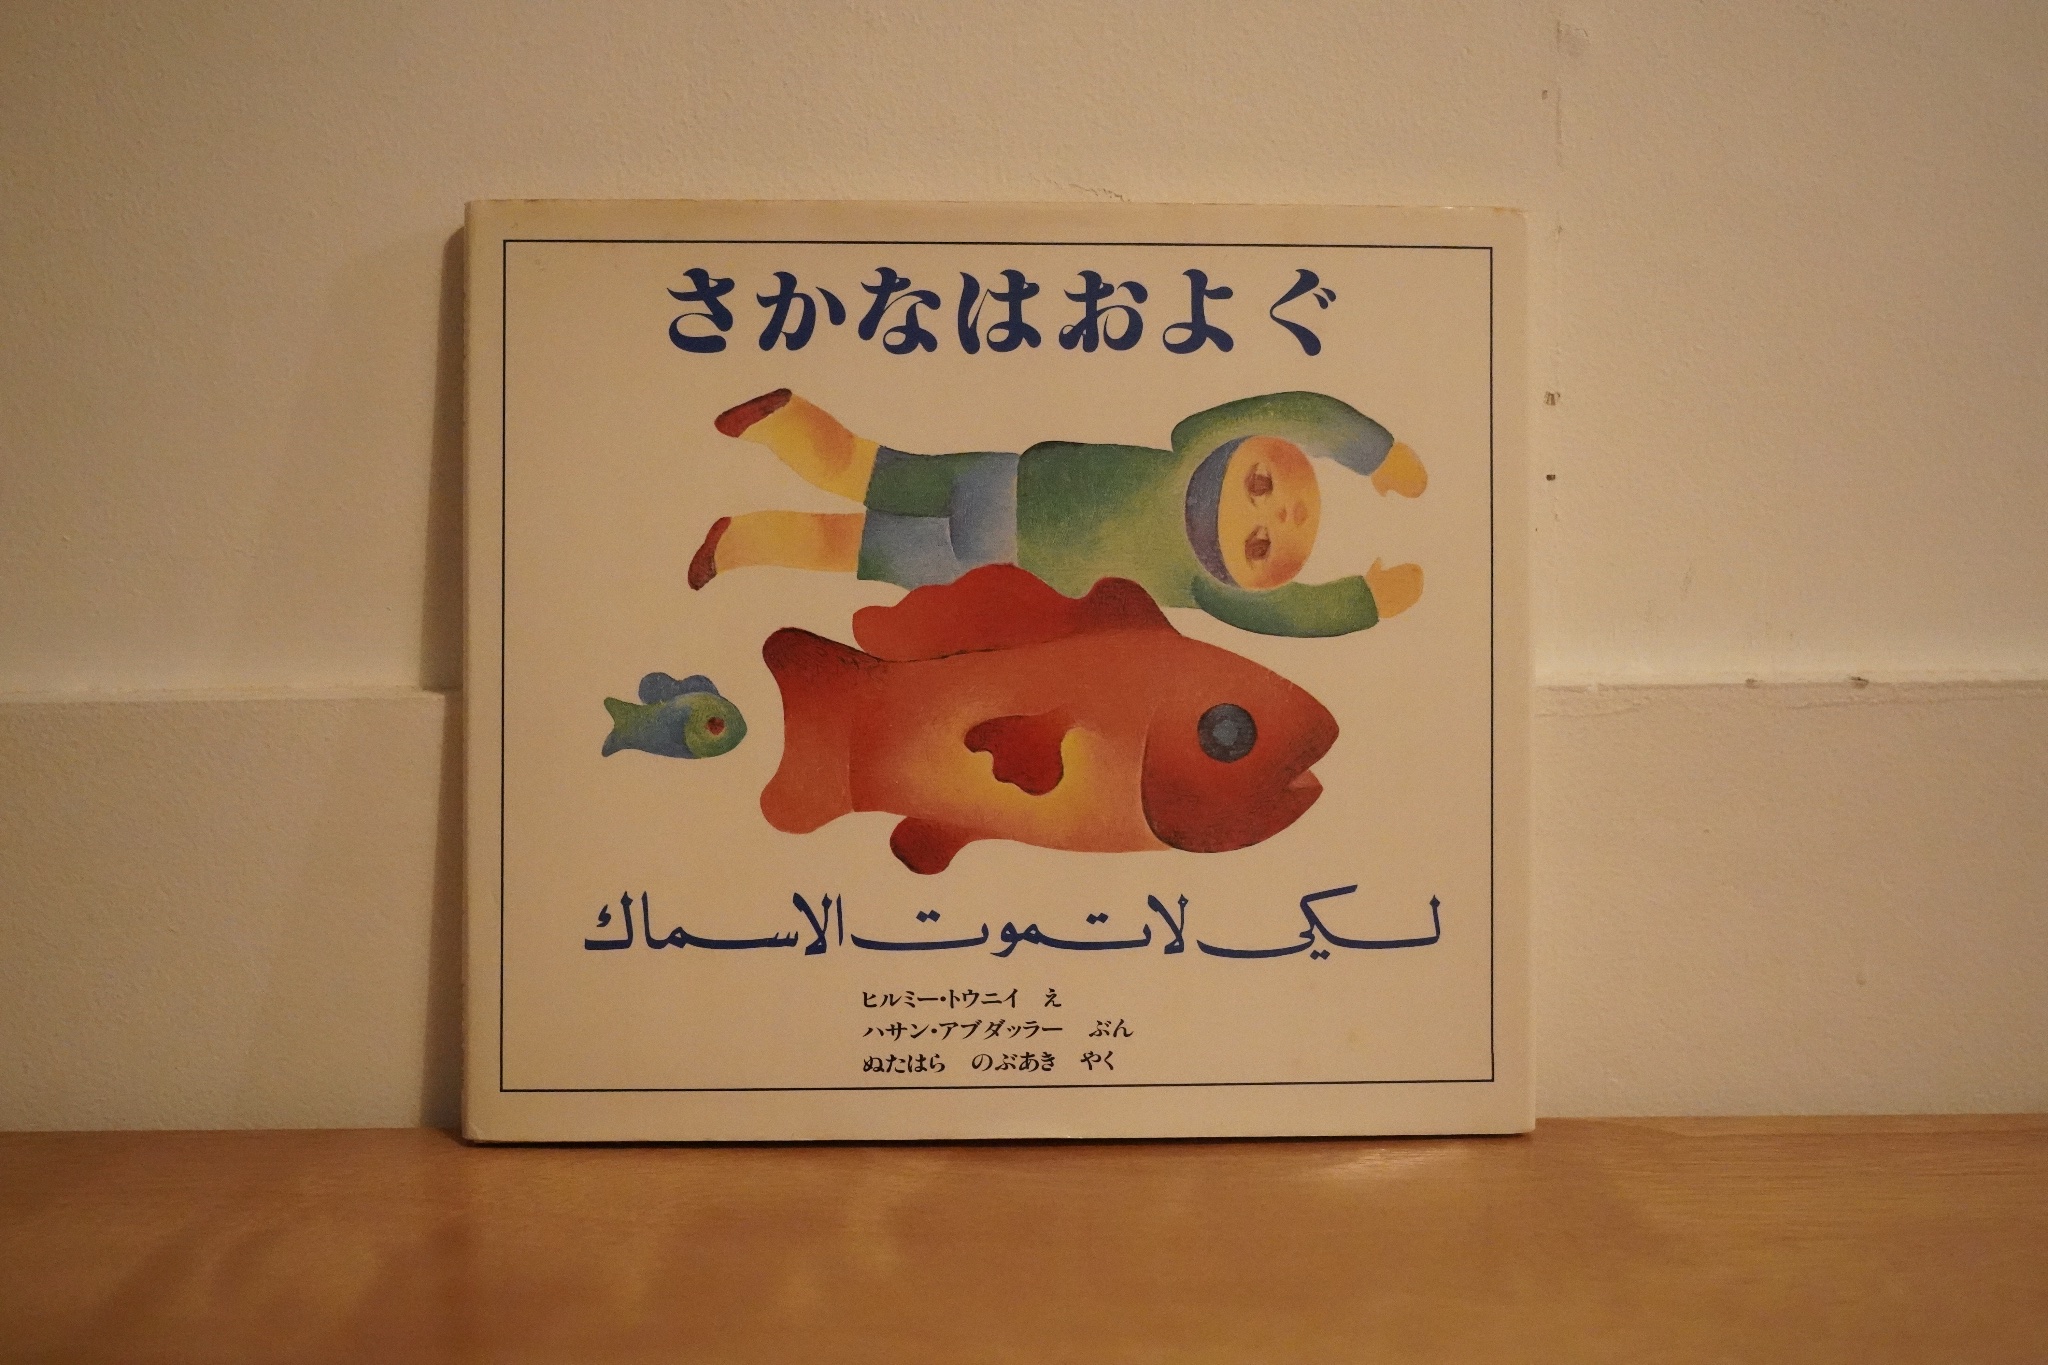 さかなはおよぐ
لكي لاتموت الاسماك
ヒルミー・トウニイ　え
ハサン・アブダッラー　ぶん
ぬたはら　のぶあき　やく